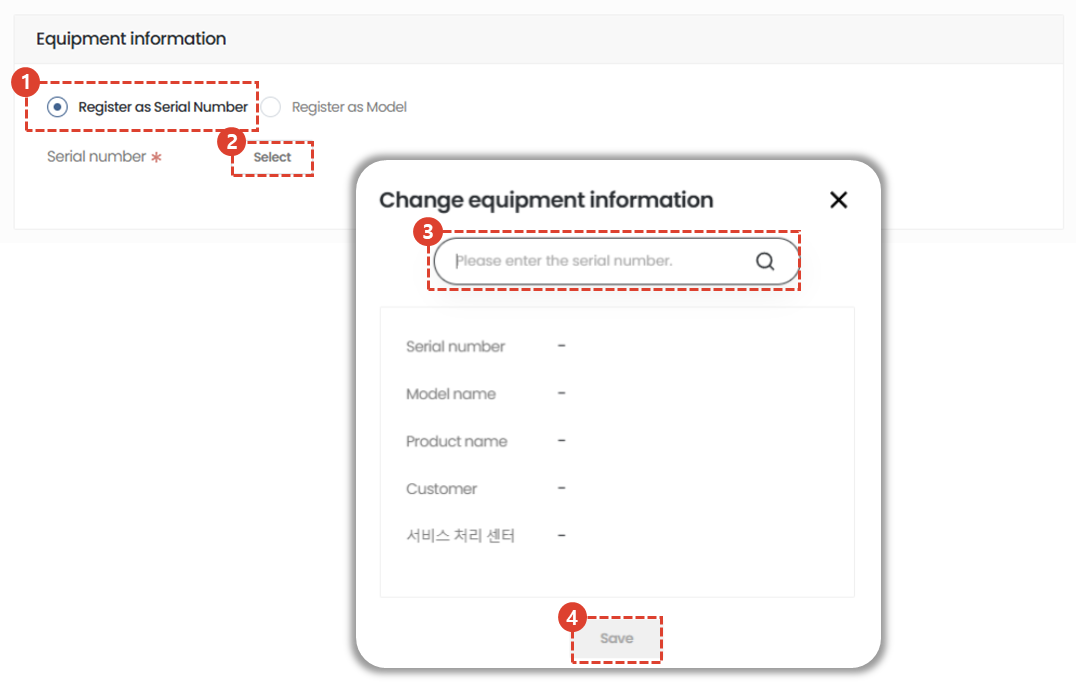 Equipment information
1
Register as Serial Number Register as Model
2
Serial number * Select
Change equipment information
3
Please enter the serial number.
Serial number -
Model name -
Product name -
Customer -
서비스 처리 센터 -
4
Save